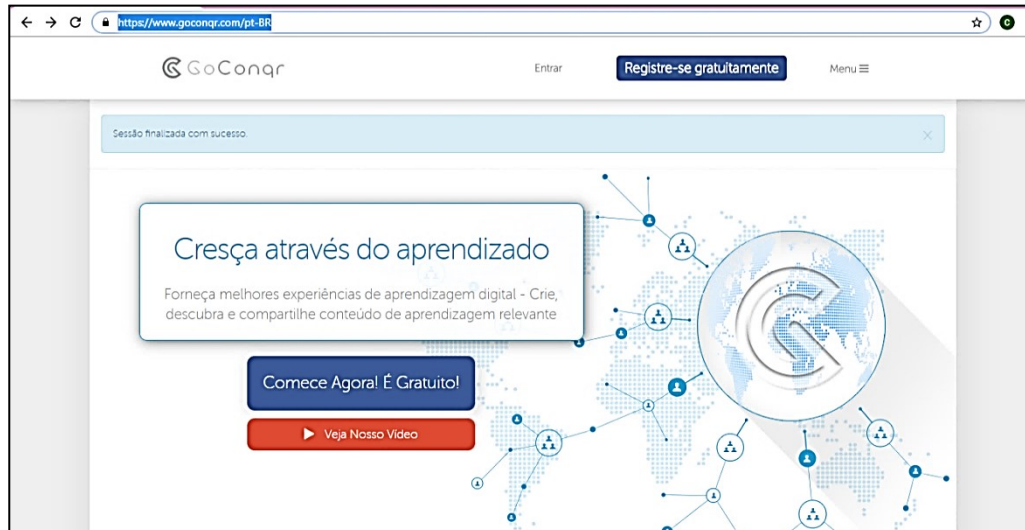 https://www.goconqr.com/pt-BR
GoConqr
Entrar
Registre-se gratuitamente
Menu
Sessão finalizada com sucesso.
Cresça através do aprendizado
Forneça melhores experiências de aprendizagem digital - Crie,
descubra e compartilhe conteúdo de aprendizagem relevante
Comece Agora! É Gratuito!
Veja Nosso Vídeo